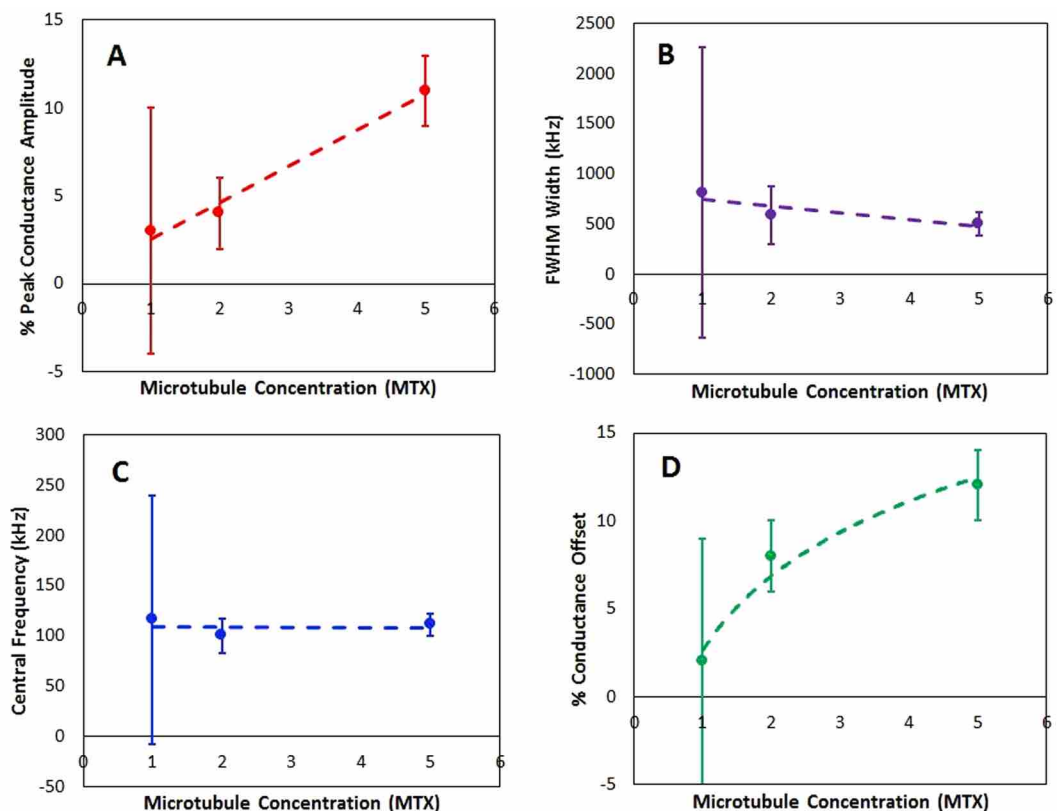 A
% Peak Conductance Amplitude
15
10
5
0
-5
0 1 2 3 4 5 6
Microtubule Concentration (MTX)
B
FWHM Width (kHz)
2500
2000
1500
1000
500
0
-500
-1000
0 1 2 3 4 5 6
Microtubule Concentration (MTX)
C
Central Frequency (kHz)
300
250
200
150
100
50
0
-50
0 1 2 3 4 5 6
Microtubule Concentration (MTX)
D
% Conductance Offset
15
10
5
0
-5
0 1 2 3 4 5 6
Microtubule Concentration (MTX)